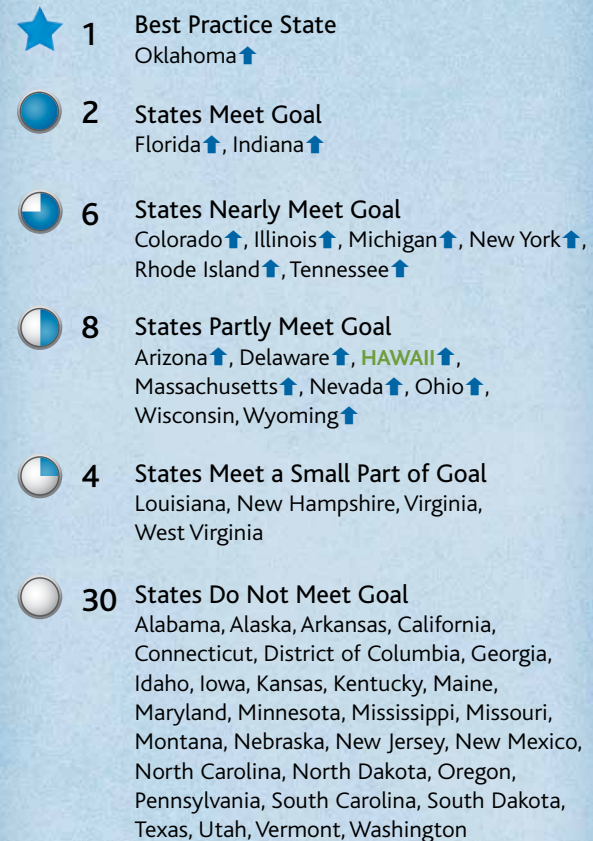 1 Best Practice State
Oklahoma⬆
2 States Meet Goal
Florida⬆, Indiana⬆
6 States Nearly Meet Goal
Colorado⬆, Illinois⬆, Michigan⬆, New York⬆,
Rhode Island⬆, Tennessee⬆
8 States Partly Meet Goal
Arizona⬆, Delaware⬆, HAWAII⬆,
Massachusetts⬆, Nevada⬆, Ohio⬆,
Wisconsin, Wyoming⬆
4 States Meet a Small Part of Goal
Louisiana, New Hampshire, Virginia,
West Virginia
30 States Do Not Meet Goal
Alabama, Alaska, Arkansas, California,
Connecticut, District of Columbia, Georgia,
Idaho, Iowa, Kansas, Kentucky, Maine,
Maryland, Minnesota, Mississippi, Missouri,
Montana, Nebraska, New Jersey, New Mexico,
North Carolina, North Dakota, Oregon,
Pennsylvania, South Carolina, South Dakota,
Texas, Utah, Vermont, Washington